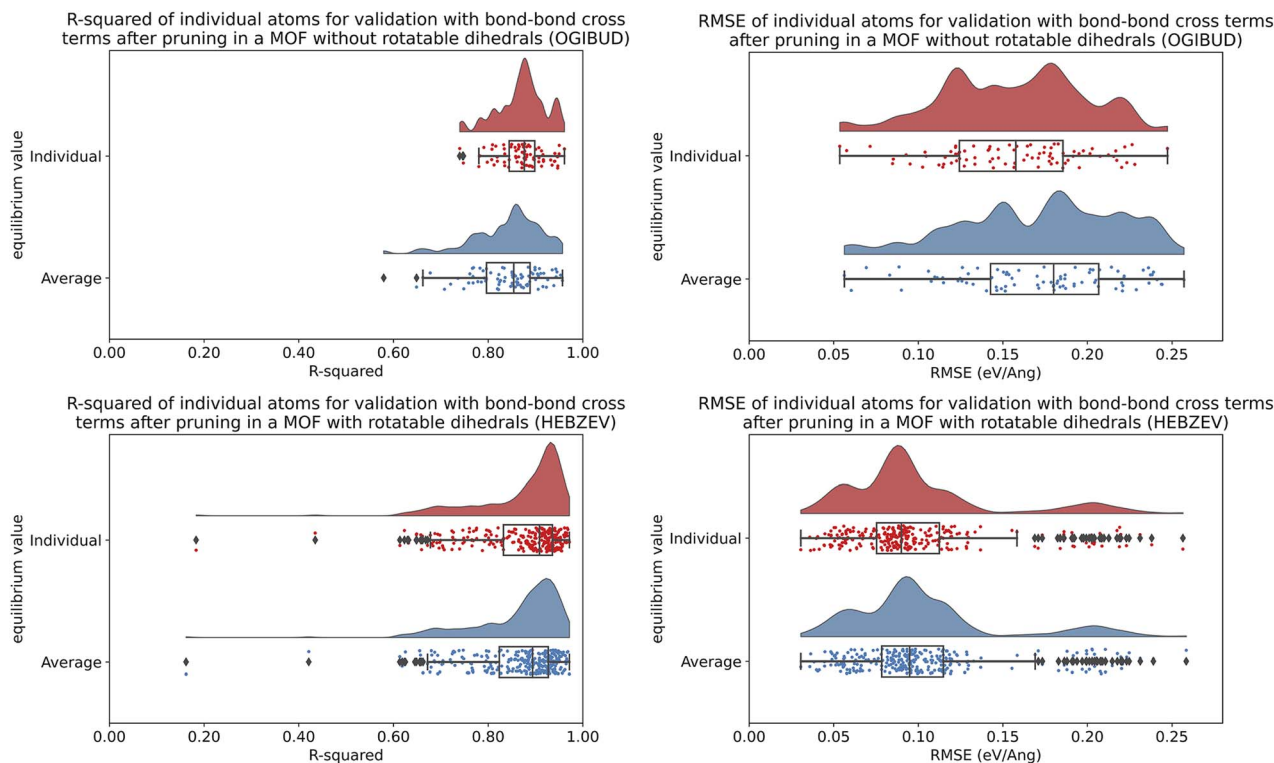 R-squared of individual atoms for validation with bond-bond cross
terms after pruning in a MOF without rotatable dihedrals (OGIBUD)
equilibrium value
Individual
Average
0.00 0.20 0.40 0.60 0.80 1.00
R-squared
RMSE of individual atoms for validation with bond-bond cross terms
after pruning in a MOF without rotatable dihedrals (OGIBUD)
equilibrium value
Individual
Average
0.00 0.05 0.10 0.15 0.20 0.25
RMSE (eV/Ang)
R-squared of individual atoms for validation with bond-bond cross
terms after pruning in a MOF with rotatable dihedrals (HEBZEV)
equilibrium value
Individual
Average
0.00 0.20 0.40 0.60 0.80 1.00
R-squared
RMSE of individual atoms for validation with bond-bond cross terms
after pruning in a MOF with rotatable dihedrals (HEBZEV)
equilibrium value
Individual
Average
0.00 0.05 0.10 0.15 0.20 0.25
RMSE (eV/Ang)